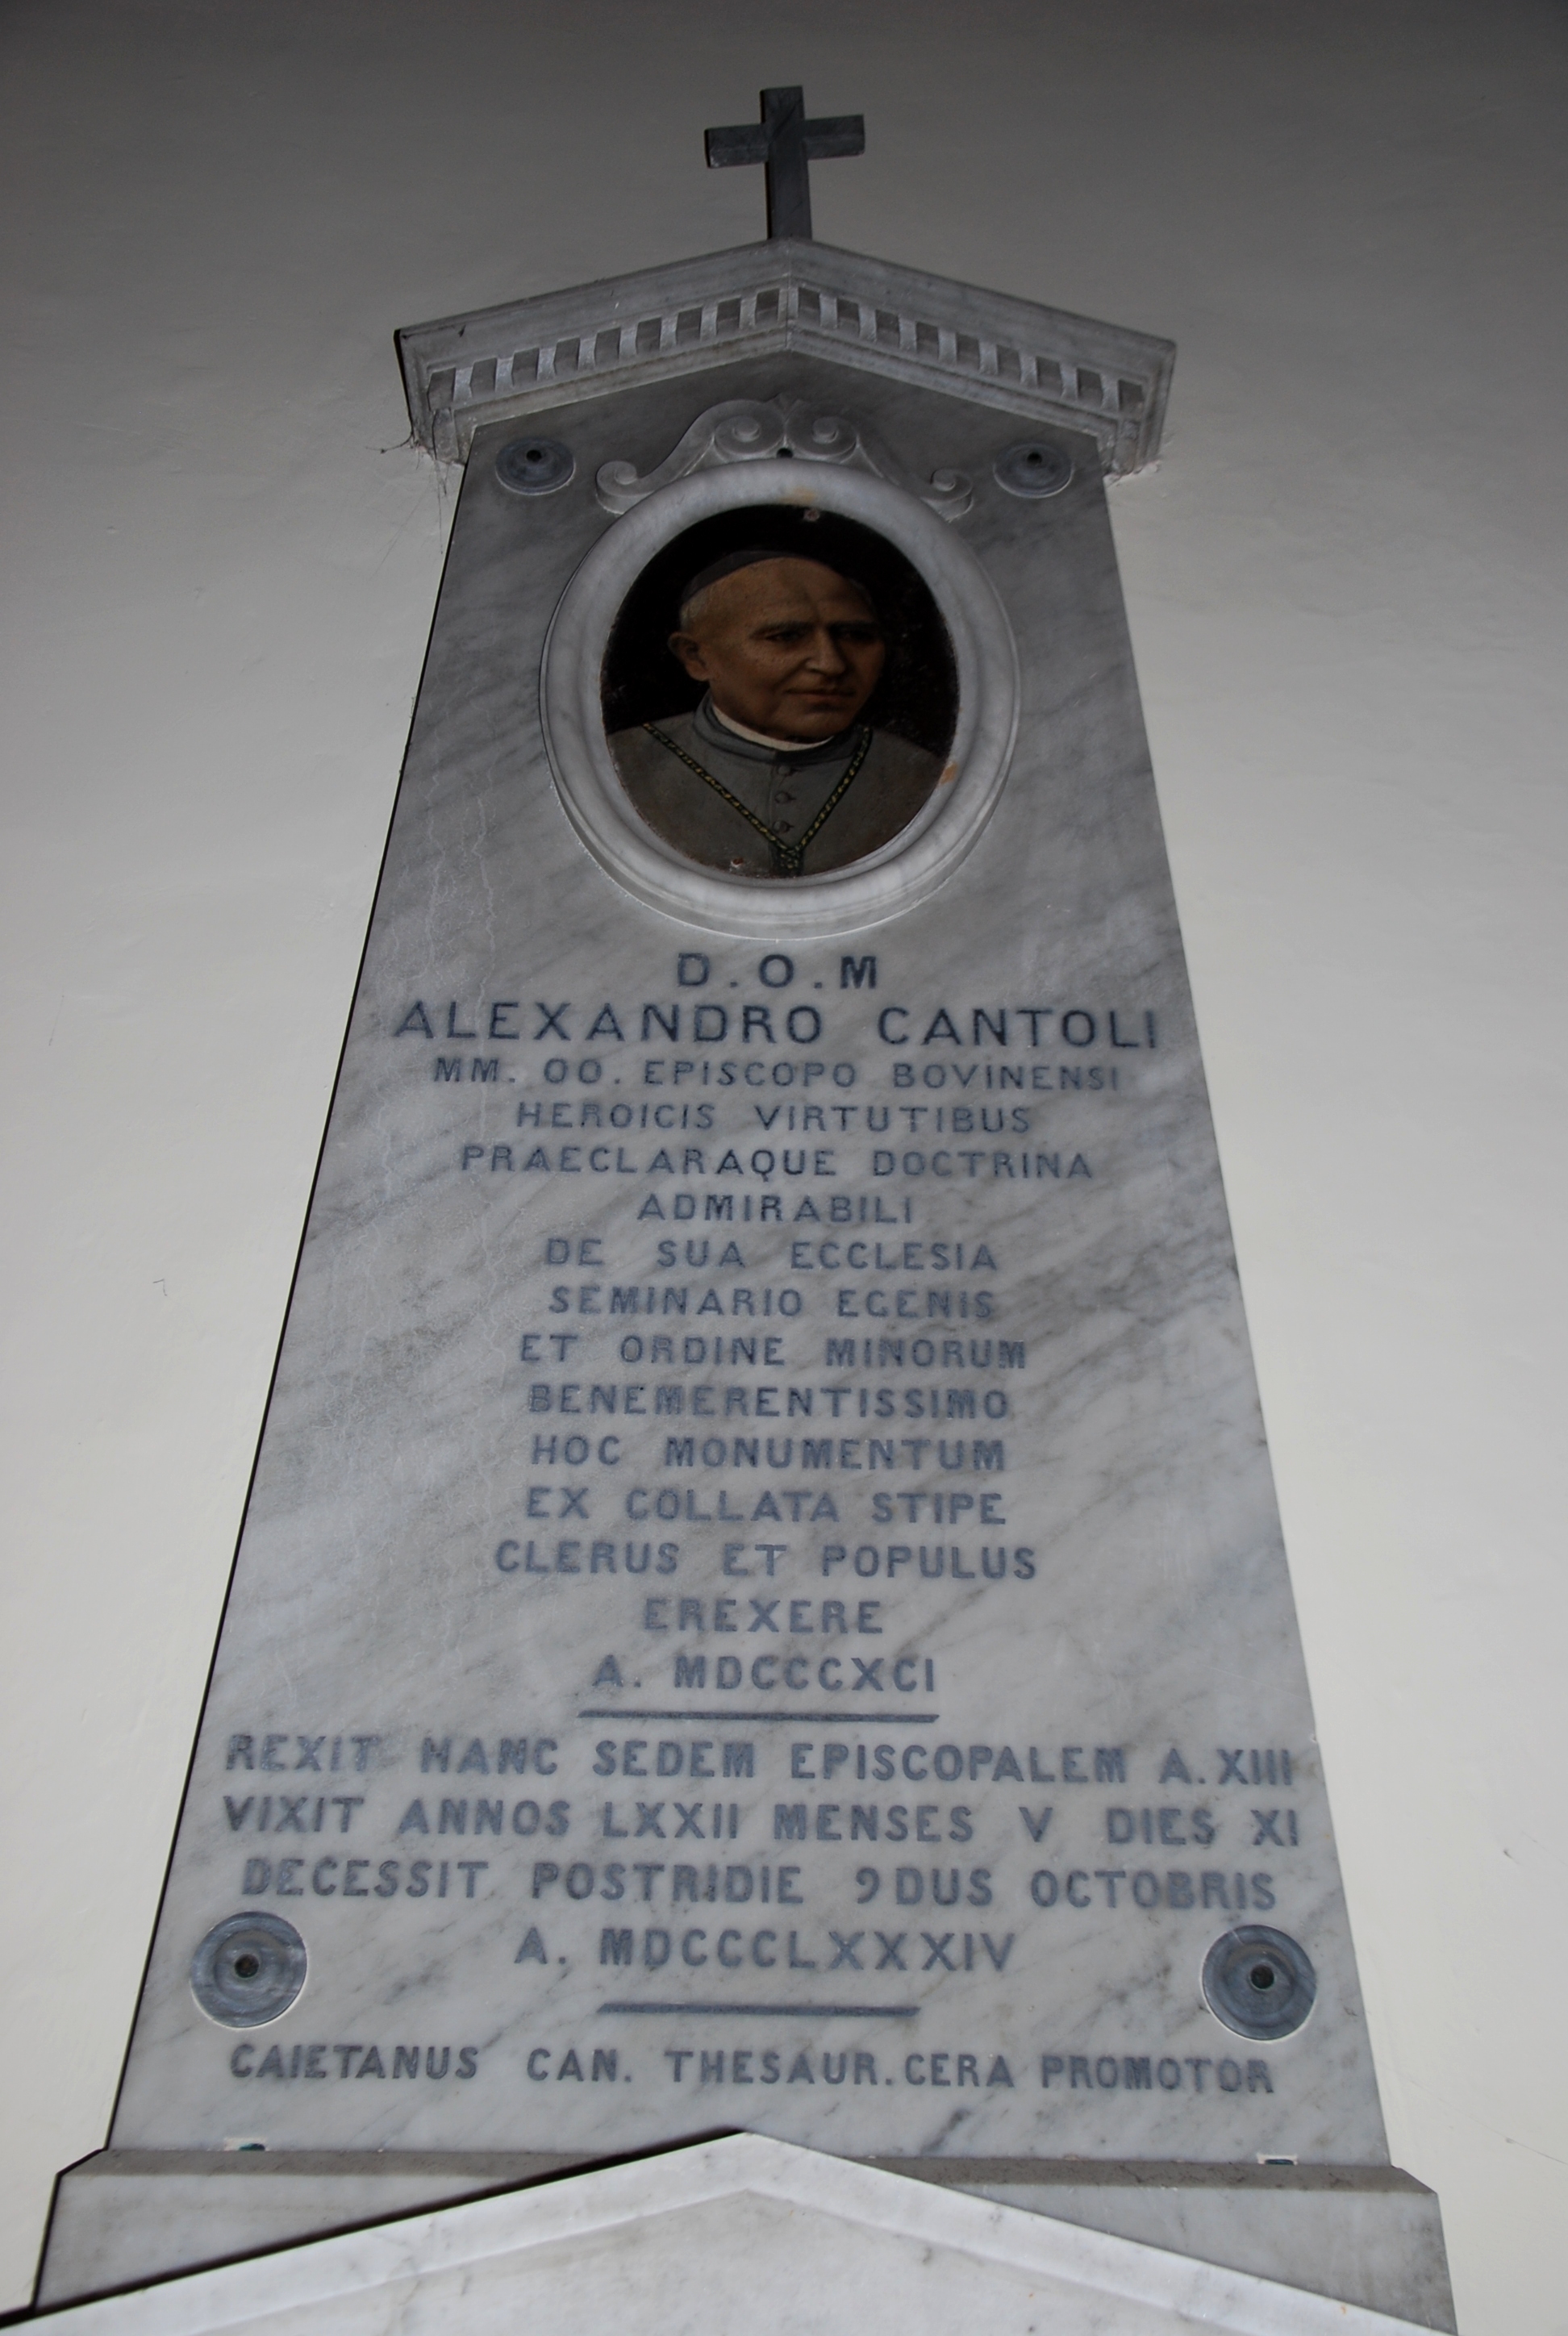 D.O.M
ALEXANDRO CANTOLI
MM. OO. EPISCOPO BOVINENSI
HEROICIS VIRTUTIBUS
PRAECLARAQUE DOCTRINA
ADMIRABILI
DE SUA ECCLESIA
SEMINARIO EGENIS
ET ORDINE MINORUM
BENEMERENTISSIMO
HOC MONUMENTUM
EX COLLATA STIPE
CLERUS ET POPULUS
EREXERE
A. MDCCCXCI
REXIT HANC SEDEM EPISCOPALEM A. XIII
VIXIT ANNOS LXXII MENSES V DIES XI
DECESSIT POSTRIDIE 9DUS OCTOBRIS
A. MDCCCLXXXIV
CAIETANUS CAN. THESAUR. CERA PROMOTOR